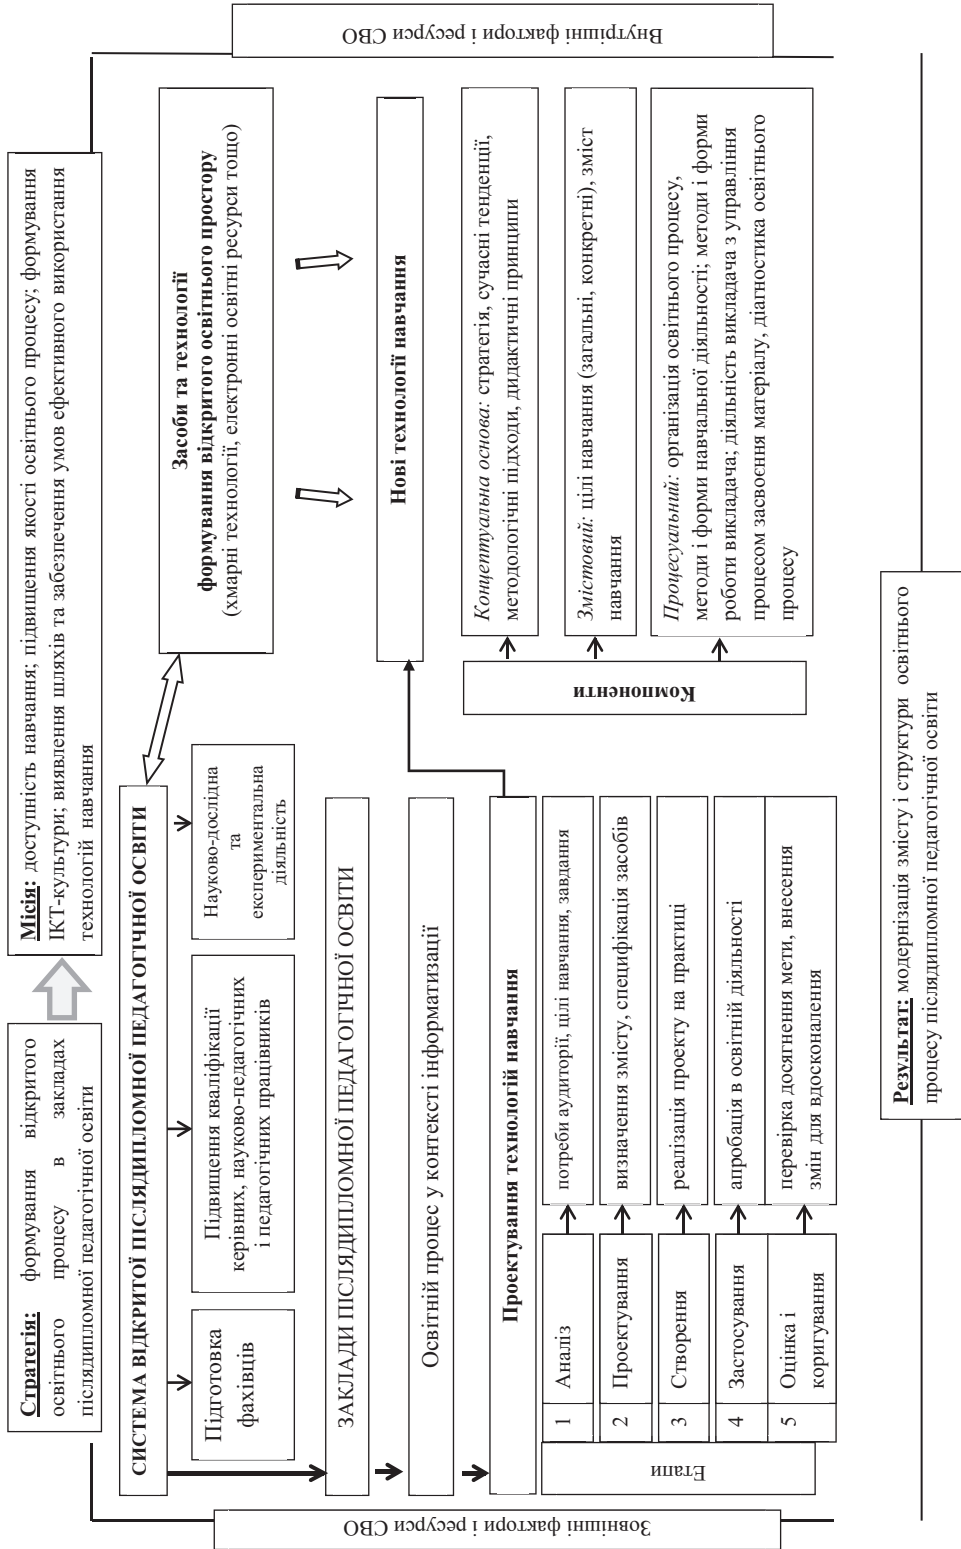 Стратегія: формування відкритого
освітнього процесу в закладах
післядипломної педагогічної освіти
Місія: доступність навчання; підвищення якості освітнього процесу; формування
ІКТ-культури; виявлення шляхів та забезпечення умов ефективного використання
технологій навчання
СИСТЕМА ВІДКРИТОЇ ПІСЛЯДИПЛОМНОЇ ПЕДАГОГІЧНОЇ ОСВІТИ
Підготовка
фахівців
Підвищення кваліфікації
керівних, науково-педагогічних
і педагогічних працівників
Науково-дослідна
та
експериментальна
діяльність
Засоби та технології
формування відкритого освітнього простору
(хмарні технології, електронні освітні ресурси тощо)
ЗАКЛАДИ ПІСЛЯДИПЛОМНОЇ ПЕДАГОГІЧНОЇ ОСВІТИ
Освітній процес у контексті інформатизації
Проектування технологій навчання
Нові технології навчання
Етапи
1 Аналіз потреби аудиторії, цілі навчання, завдання
2 Проектування визначення змісту, специфікація засобів
3 Створення реалізація проекту на практиці
4 Застосування апробація в освітній діяльності
5 Оцінка і
коригування
перевірка досягнення мети, внесення
змін для вдосконалення
Компоненти
Концептуальна основа: стратегія, сучасні тенденції,
методологічні підходи, дидактичні принципи
Змістовий: цілі навчання (загальні, конкретні), зміст
навчання
Процесуальний: організація освітнього процесу,
методи і форми навчальної діяльності; методи і форми
роботи викладача; діяльність викладача з управління
процесом засвоєння матеріалу, діагностика освітнього
процесу
Зовнішні фактори і ресурси СВО
Внутрішні фактори і ресурси СВО
Результат: модернізація змісту і структури освітнього
процесу післядипломної педагогічної освіти